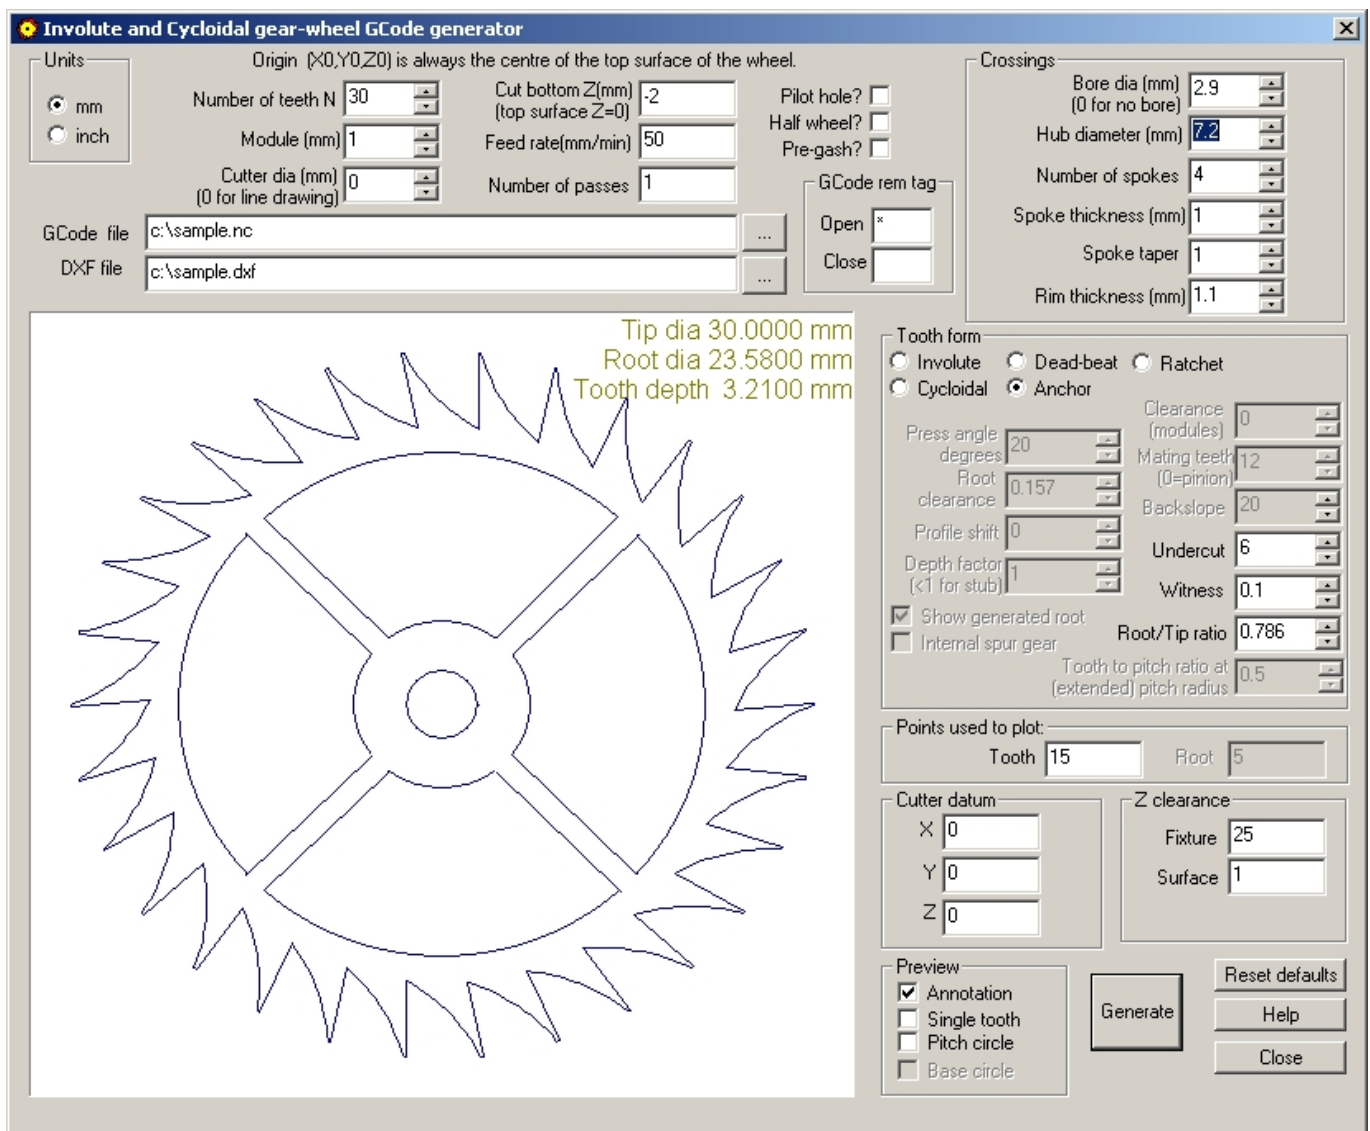 Involute and Cycloidal gear-wheel GCode generator
Units
mm
inch
Origin (X0,Y0,Z0) is always the centre of the top surface of the wheel.
Number of teeth N 30
Module (mm) 1
Cutter dia (mm)
(0 for line drawing) 0
Cut bottom Z(mm)
(top surface Z=0) -2
Feed rate(mm/min) 50
Number of passes 1
Pilot hole?
Half wheel?
Pre-gash?
GCode rem tag
Open *
Close
GCode file c:\sample.nc ...
DXF file c:\sample.dxf ...
Crossings
Bore dia (mm)
(0 for no bore) 2.9
Hub diameter (mm) 7.2
Number of spokes 4
Spoke thickness (mm) 1
Spoke taper 1
Rim thickness (mm) 1.1
Tip dia 30.0000 mm
Root dia 23.5800 mm
Tooth depth 3.2100 mm
Tooth form
Involute Dead-beat Ratchet
Cycloidal Anchor
Press angle
degrees 20
Root
clearance 0.157
Profile shift 0
Depth factor
(<1 for stub) 1
Show generated root
Internal spur gear
Clearance
(modules) 0
Mating teeth
(0=pinion) 12
Backslope 20
Undercut 6
Witness 0.1
Root/Tip ratio 0.786
Tooth to pitch ratio at
(extended) pitch radius 0.5
Points used to plot:
Tooth 15 Root 5
Cutter datum
X 0
Y 0
Z 0
Z clearance
Fixture 25
Surface 1
Preview
Annotation
Single tooth
Pitch circle
Base circle
Generate
Reset defaults
Help
Close